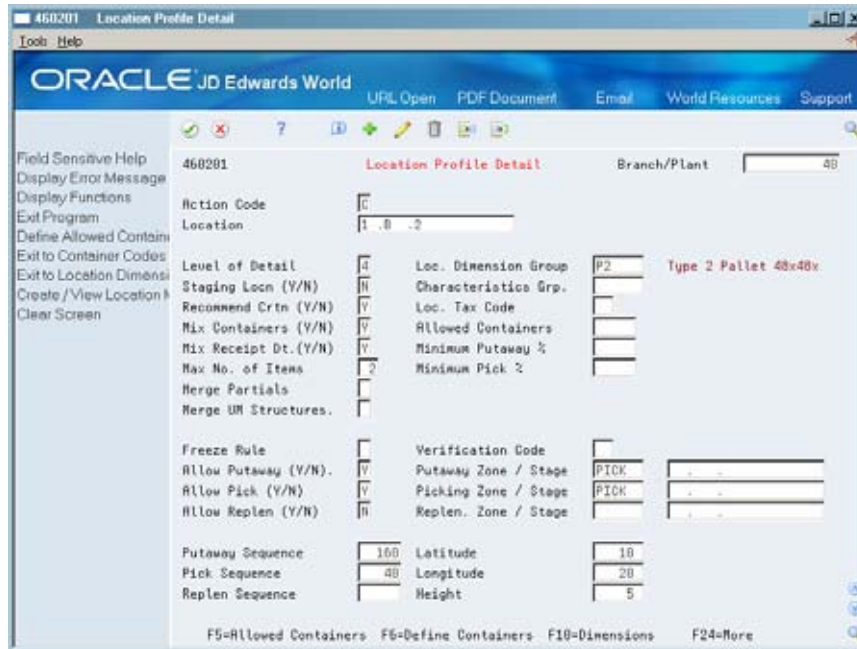 460201 Location Profile Detail
Tools Help
ORACLE JD Edwards World
URL Open PDF Document Email World Resources Support
Field Sensitive Help
Display Error Message
Display Functions
Exit Program
Define Allowed Contain
Exit to Container Codes
Exit to Location Dimensi
Create / View Location M
Clear Screen
460201 Location Profile Detail Branch/Plant 40
Action Code C
Location 1 .B .2
Level of Detail 4 Loc. Dimension Group P2 Type 2 Pallet 48x48x
Staging Locn (Y/N) N Characteristics Grp.
Recommend Crtn (Y/N) Y Loc. Tax Code
Mix Containers (Y/N) Y Allowed Containers
Mix Receipt Dt.(Y/N) Y Minimum Putaway %
Max No. of Items 2 Minimum Pick %
Merge Partials
Merge UM Structures.
Freeze Rule Verification Code
Allow Putaway (Y/N). Y Putaway Zone / Stage PICK . .
Allow Pick (Y/N) Y Picking Zone / Stage PICK . .
Allow Replen (Y/N) N Replen. Zone / Stage . .
Putaway Sequence 160 Latitude 10
Pick Sequence 40 Longitude 20
Replen Sequence Height 5
F5=Allowed Containers F6=Define Containers F10=Dimensions F24=More